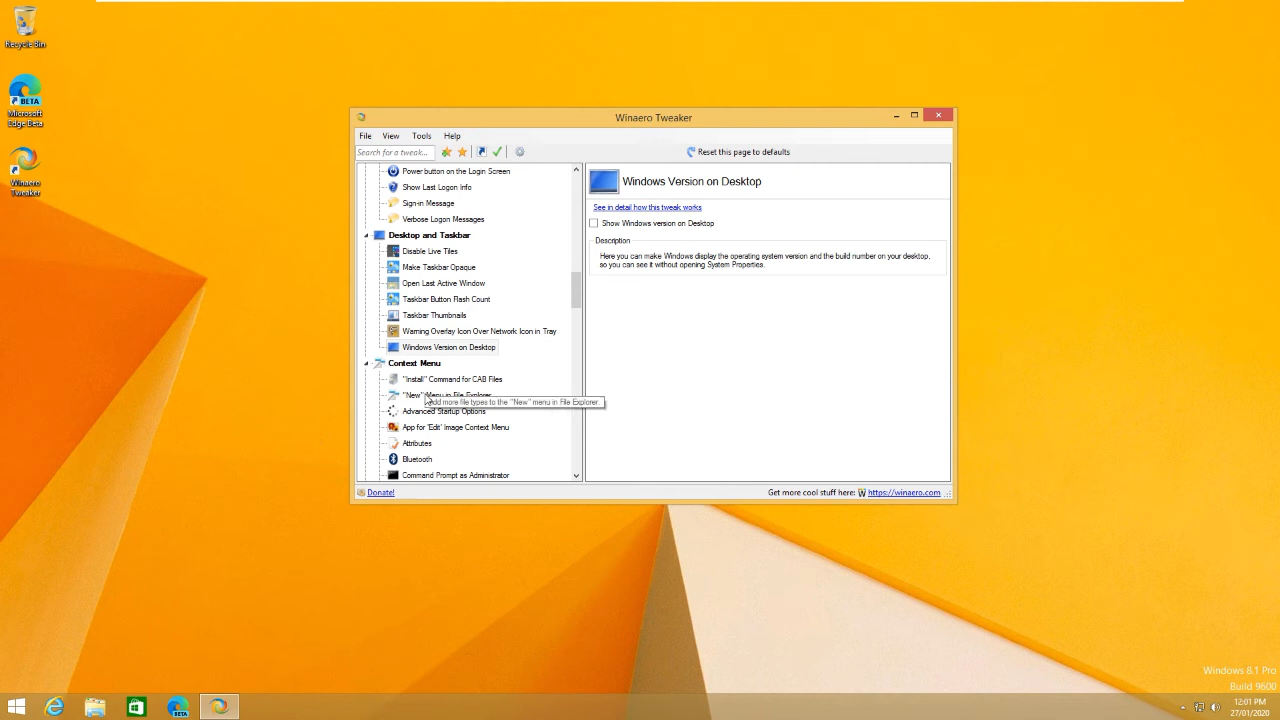 Recycle Bin
BETA
Microsoft
Edge Beta
Winaero
Tweaker
Winaero Tweaker
File View Tools Help
Search for a tweak...
Reset this page to defaults
Power button on the Login Screen
Show Last Logon Info
Sign-in Message
Verbose Logon Messages
Desktop and Taskbar
Disable Live Tiles
Make Taskbar Opaque
Open Last Active Window
Taskbar Button Flash Count
Taskbar Thumbnails
Warning Overlay Icon Over Network Icon in Tray
Windows Version on Desktop
Context Menu
"Install" Command for CAB Files
"New" Menu in File Explorer
Add more file types to the "New" menu in File Explorer.
Advanced Startup Options
App for 'Edit' Image Context Menu
Attributes
Bluetooth
Command Prompt as Administrator
Windows Version on Desktop
See in detail how this tweak works
Show Windows version on Desktop
Description
Here you can make Windows display the operating system version and the build number on your desktop,
so you can see it without opening System Properties.
Donate!
Get more cool stuff here: W https://winaero.com
Windows 8.1 Pro
Build 9600
BETA
12:01 PM
27/01/2020